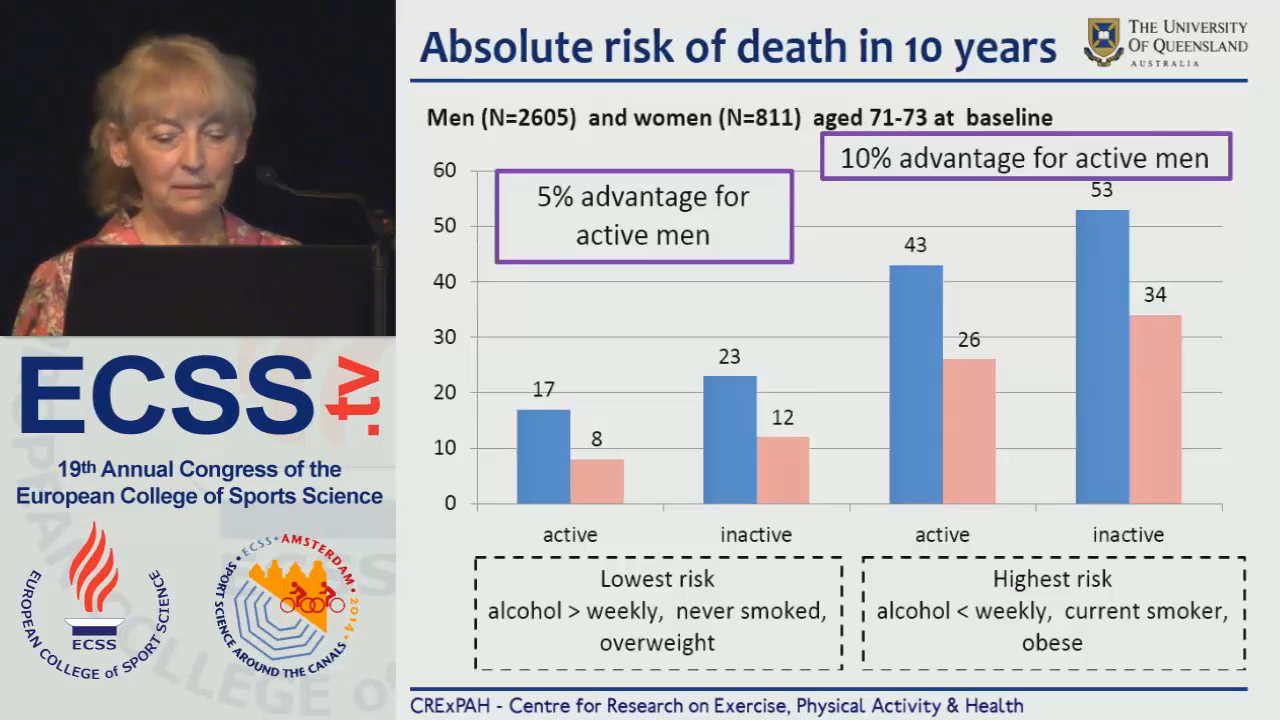 Absolute risk of death in 10 years
THE UNIVERSITY
OF QUEENSLAND
AUSTRALIA
Men (N=2605) and women (N=811) aged 71-73 at baseline
10% advantage for active men
5% advantage for
active men
60
50
40
30
20
10
0
17
8
23
12
43
26
53
34
active
inactive
active
inactive
Lowest risk
alcohol > weekly, never smoked,
overweight
Highest risk
alcohol < weekly, current smoker,
obese
CRExPAH - Centre for Research on Exercise, Physical Activity & Health
ECSS.tv
19th Annual Congress of the
European College of Sports Science
EUROPEAN COLLEGE of SPORT SCIENCE
ECSS
•ECSS•AMSTERDAM•2014•
SPORT SCIENCE AROUND THE CANALS